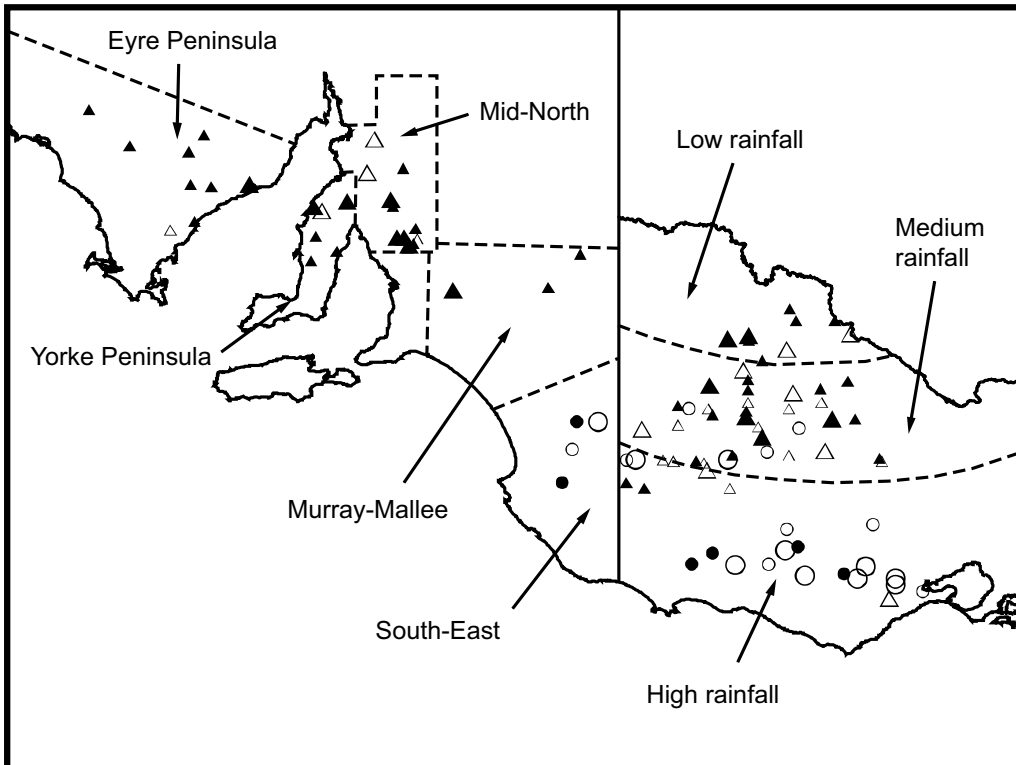 Eyre Peninsula
Mid-North
Low rainfall
Medium
rainfall
Yorke Peninsula
Murray-Mallee
South-East
High rainfall